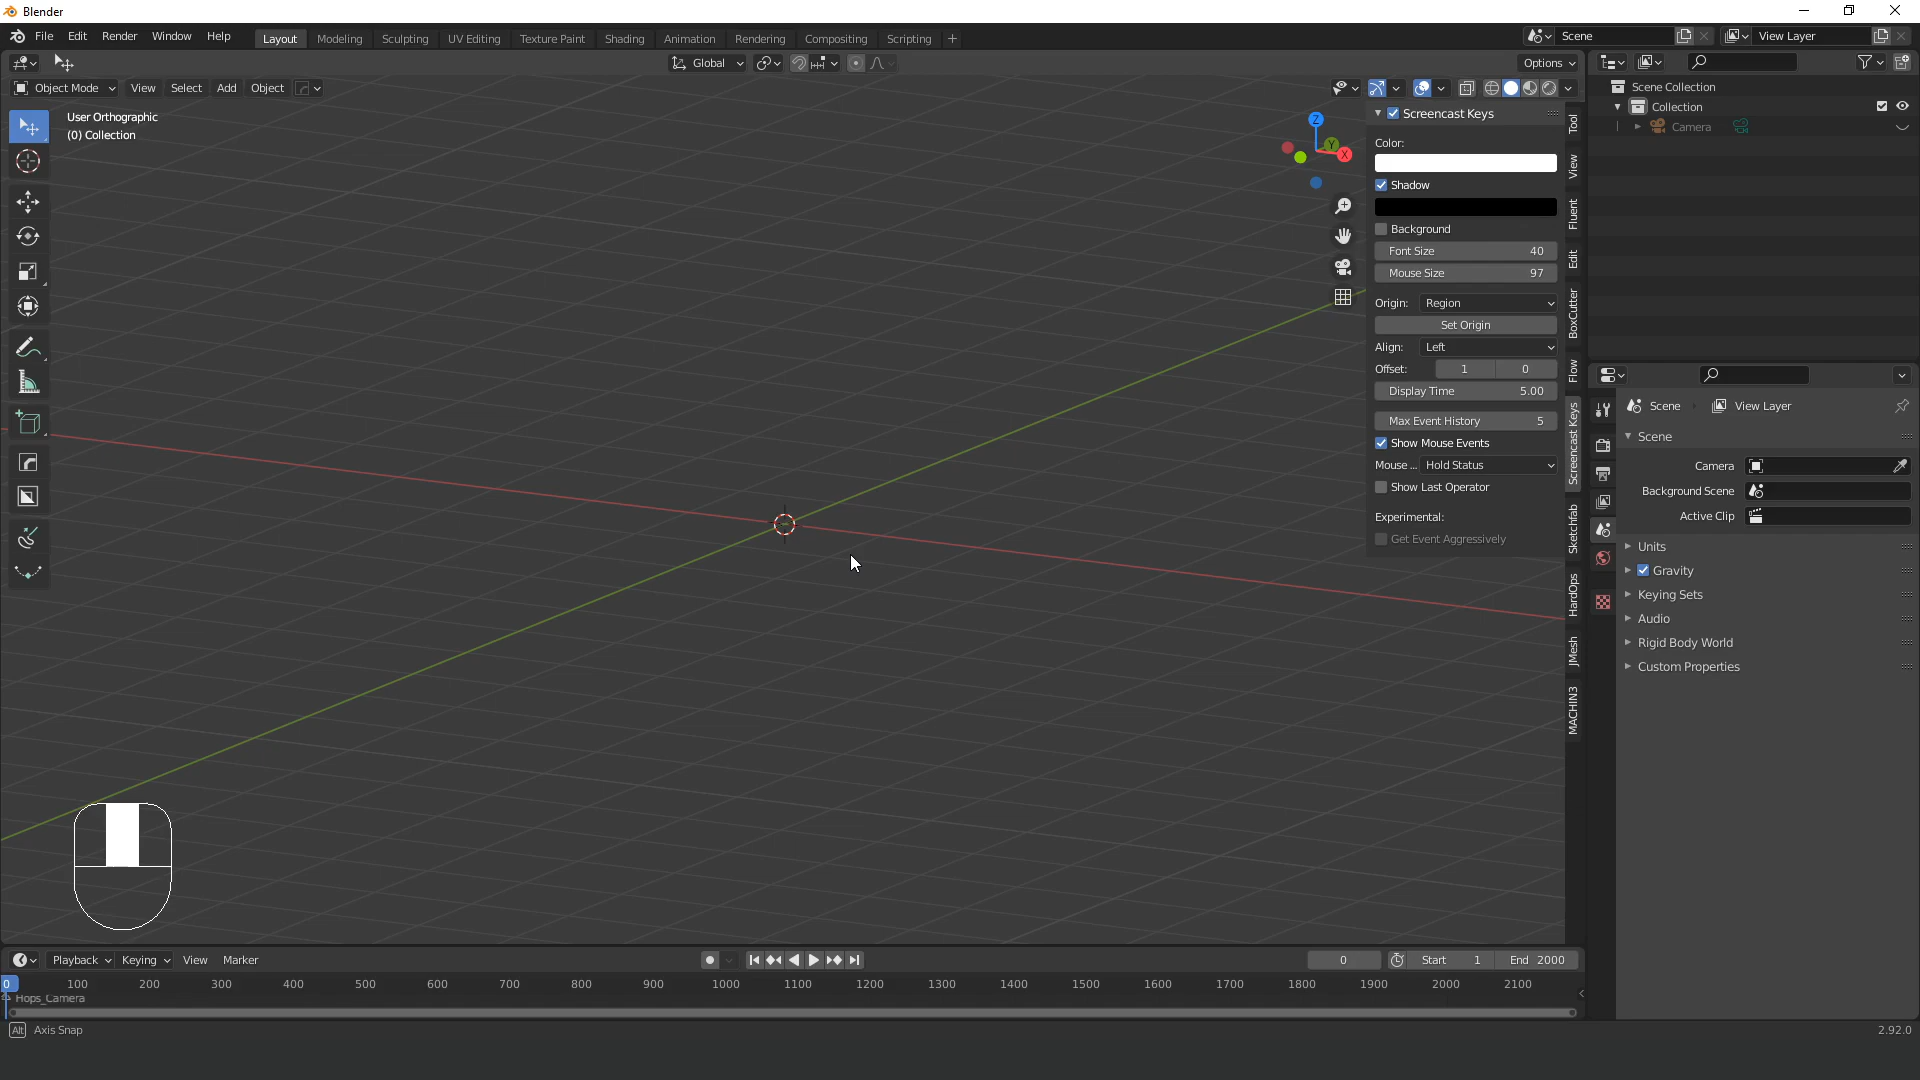 Blender
File Edit Render Window Help Layout Modeling Sculpting UV Editing Texture Paint Shading Animation Rendering Compositing Scripting + Scene View Layer
Global Options
Object Mode View Select Add Object
User Orthographic
(0) Collection
Z
Y
X
Screencast Keys
Color:
Shadow
Background
Font Size 40
Mouse Size 97
Origin: Region
Set Origin
Align: Left
Offset: 1 0
Display Time 5.00
Max Event History 5
Show Mouse Events
Mouse ... Hold Status
Show Last Operator
Experimental:
Get Event Aggressively
Tool
View
Fluent
Edit
BoxCutter
Flow
Screencast Keys
Sketchfab
HardOps
JMesh
MACHIN3
Scene Collection
Collection
Camera
Scene View Layer
Scene
Camera
Background Scene
Active Clip
Units
Gravity
Keying Sets
Audio
Rigid Body World
Custom Properties
Playback Keying View Marker 0 Start 1 End 2000
0 100 200 300 400 500 600 700 800 900 1000 1100 1200 1300 1400 1500 1600 1700 1800 1900 2000 2100
Hops_Camera
Alt Axis Snap 2.92.0